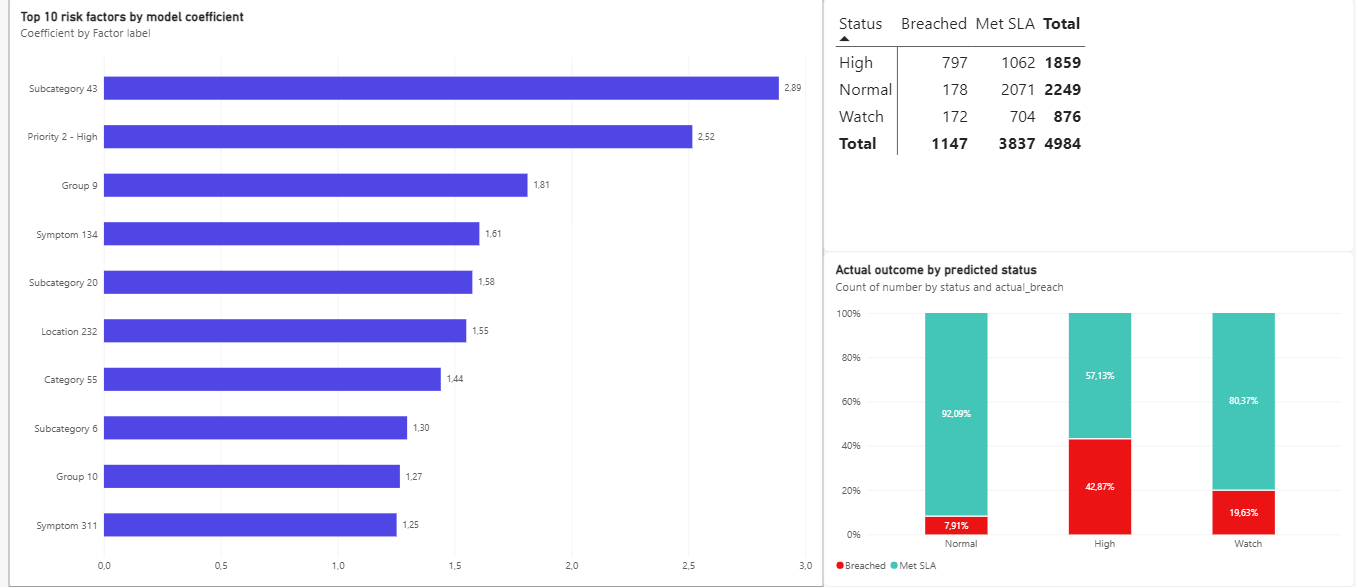 Top 10 risk factors by model coefficient
Coefficient by Factor label
Subcategory 43 2,89
Priority 2 - High 2,52
Group 9 1,81
Symptom 134 1,61
Subcategory 20 1,58
Location 232 1,55
Category 55 1,44
Subcategory 6 1,30
Group 10 1,27
Symptom 311 1,25
0,0 0,5 1,0 1,5 2,0 2,5 3,0
Status Breached Met SLA Total
High 797 1062 1859
Normal 178 2071 2249
Watch 172 704 876
Total 1147 3837 4984
Actual outcome by predicted status
Count of number by status and actual_breach
100%
80%
60%
40%
20%
0%
92,09% 57,13% 80,37%
7,91% 42,87% 19,63%
Normal High Watch
Breached Met SLA